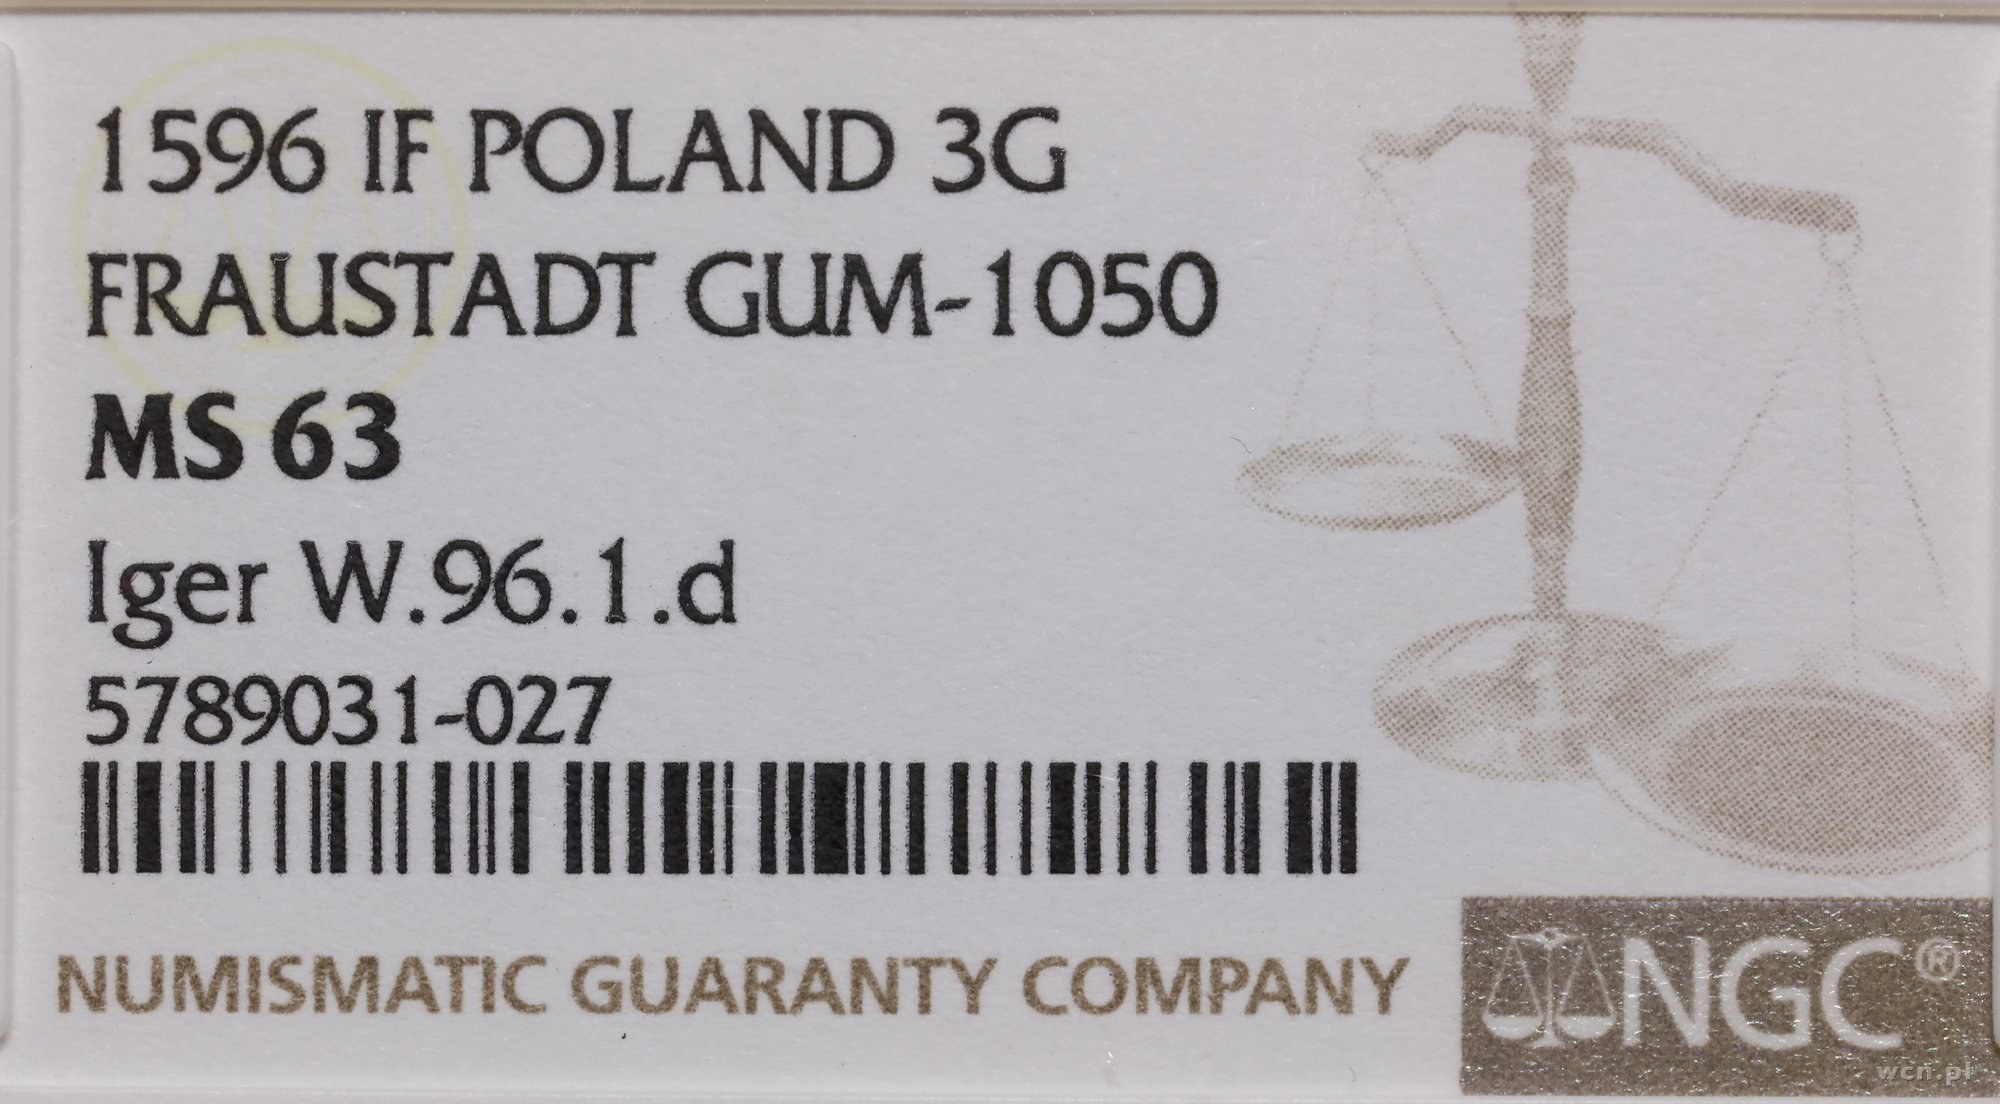 1596 IF POLAND 3G
FRAUSTADT GUM-1050
MS 63
Iger W.96.1.d
5789031-027
NUMISMATIC GUARANTY COMPANY
NGC®
wcn.pl